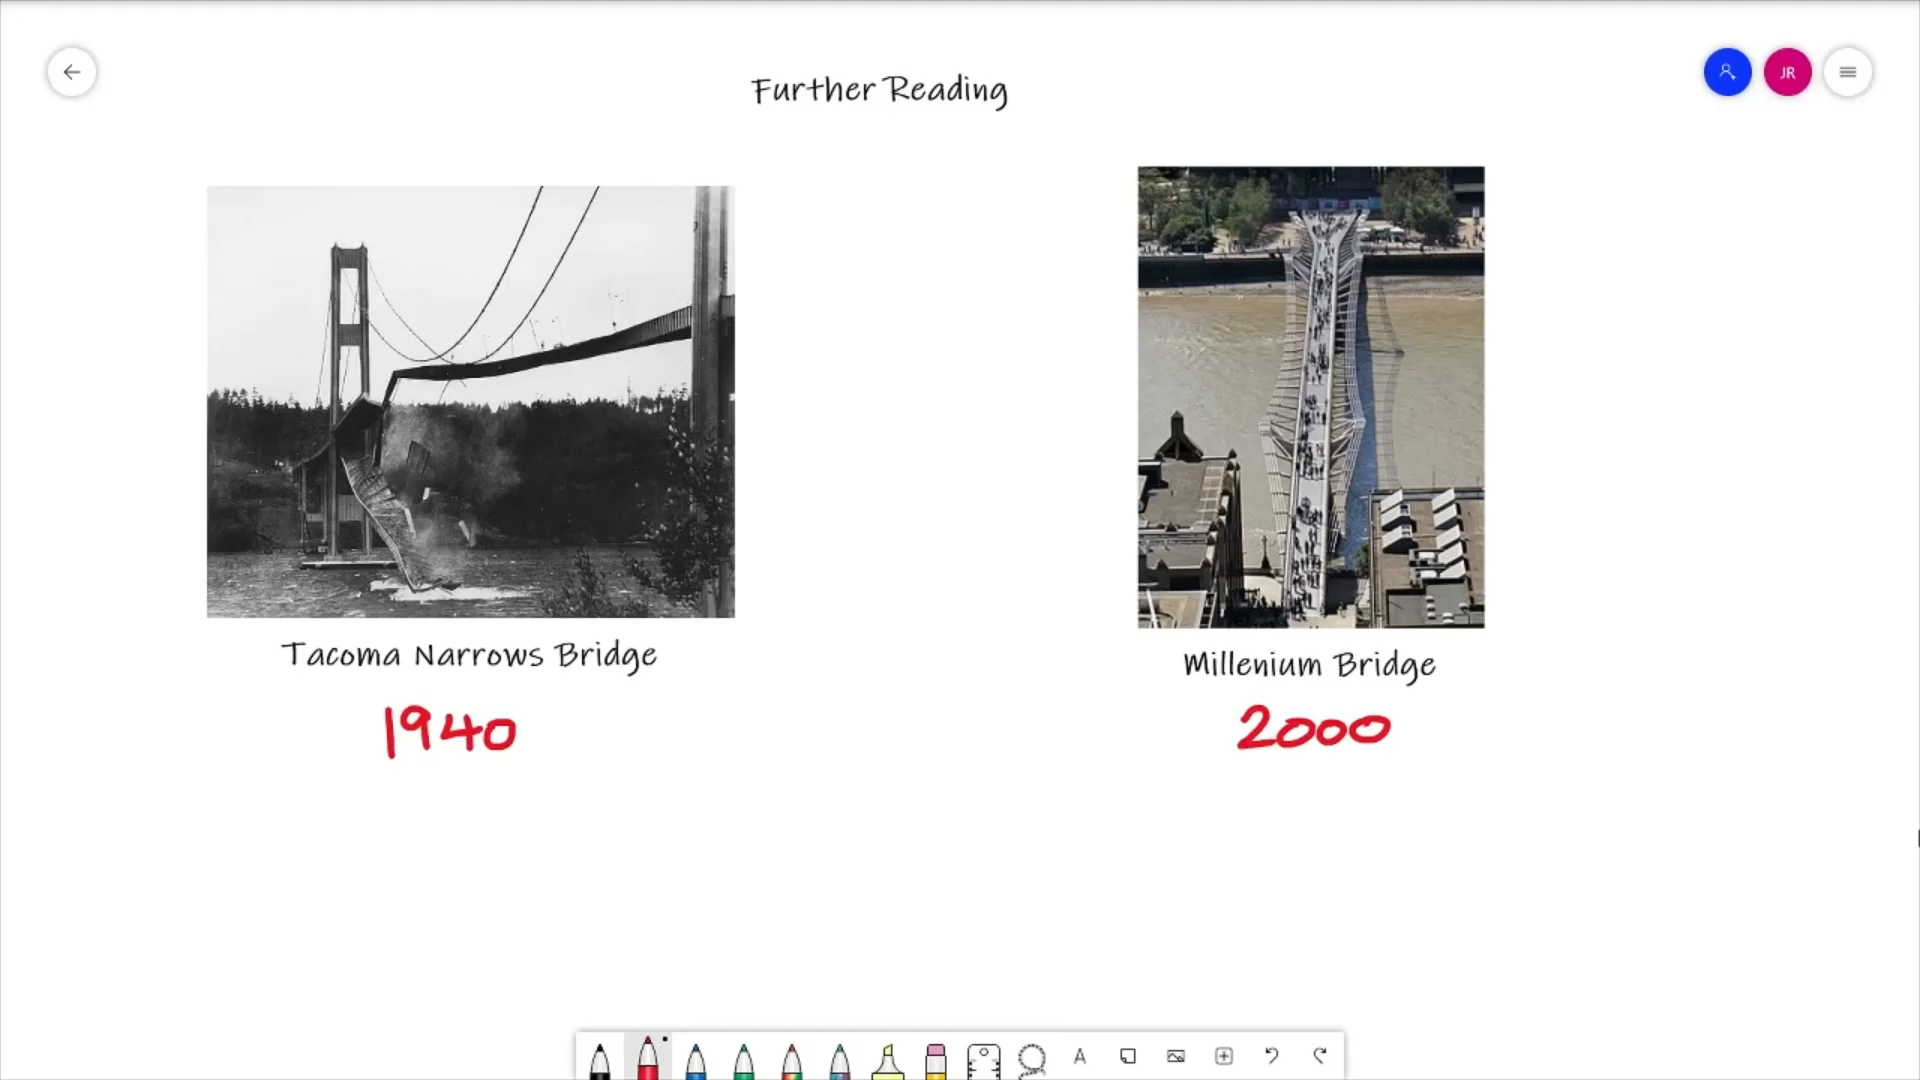 Further Reading
JR
Tacoma Narrows Bridge
Millenium Bridge
1940
2000
A